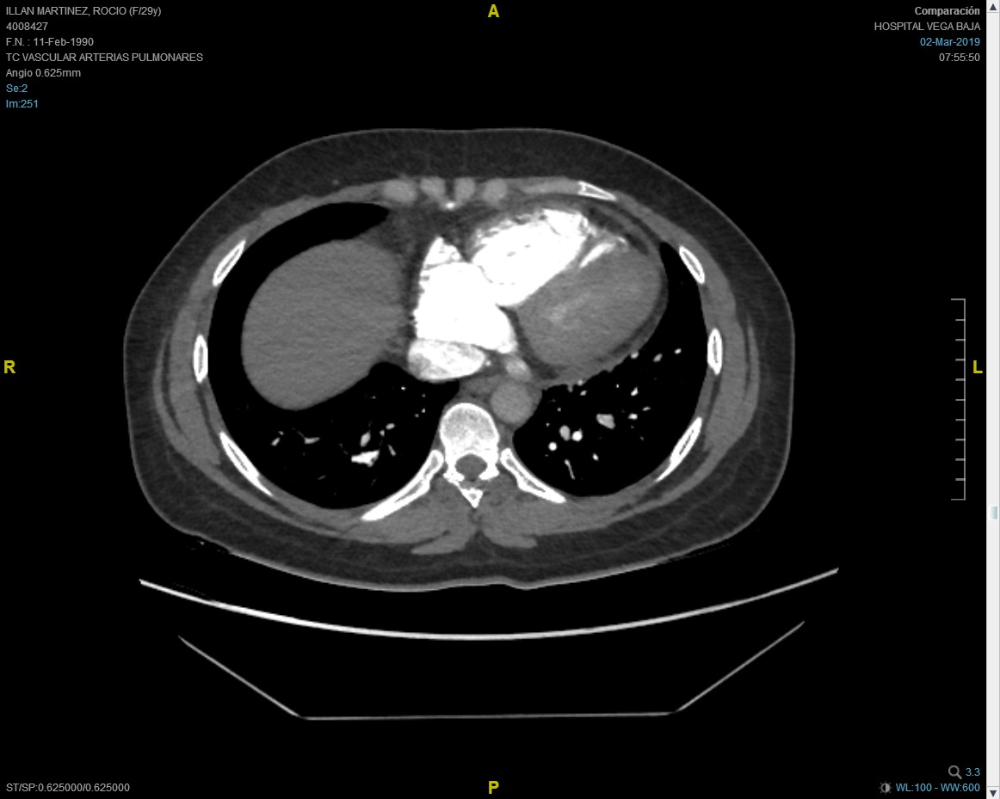 ILLAN MARTINEZ, ROCIO (F/29y)
4008427
F.N. : 11-Feb-1990
TC VASCULAR ARTERIAS PULMONARES
Angio 0.625mm
Se:2
Im:251
A
Comparación
HOSPITAL VEGA BAJA
02-Mar-2019
07:55:50
R
L
3.3
ST/SP:0.625000/0.625000
P
WL:100 - WW:600